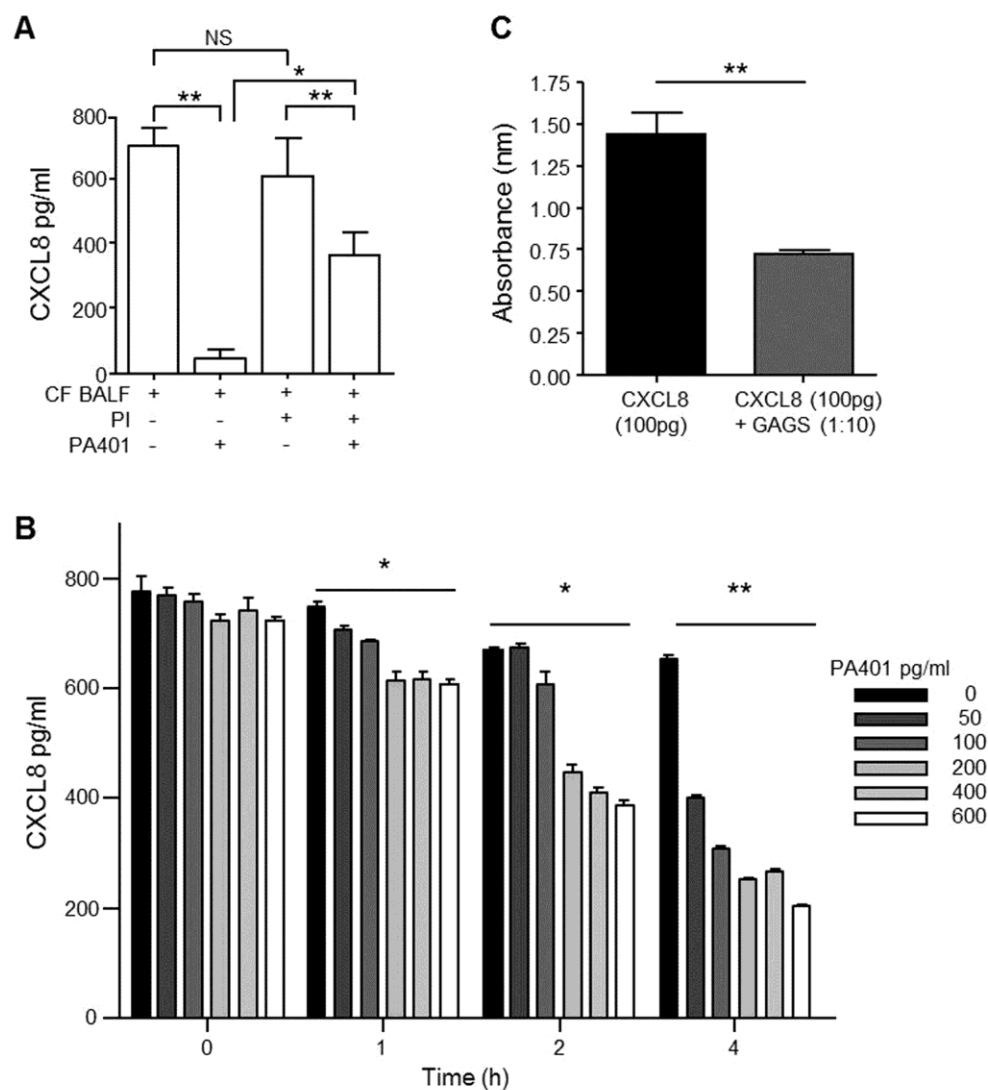 A
NS
*
** **
800
600
400
200
0
CXCL8 pg/ml
CF BALF + + + +
PI - - + +
PA401 - + - +
C
**
1.75
1.50
1.25
1.00
0.75
0.50
0.25
0.00
Absorbance (nm)
CXCL8 CXCL8 (100pg)
(100pg) + GAGS (1:10)
B
* * **
800
600
400
200
0
CXCL8 pg/ml
0 1 2 4
Time (h)
PA401 pg/ml
0
50
100
200
400
600